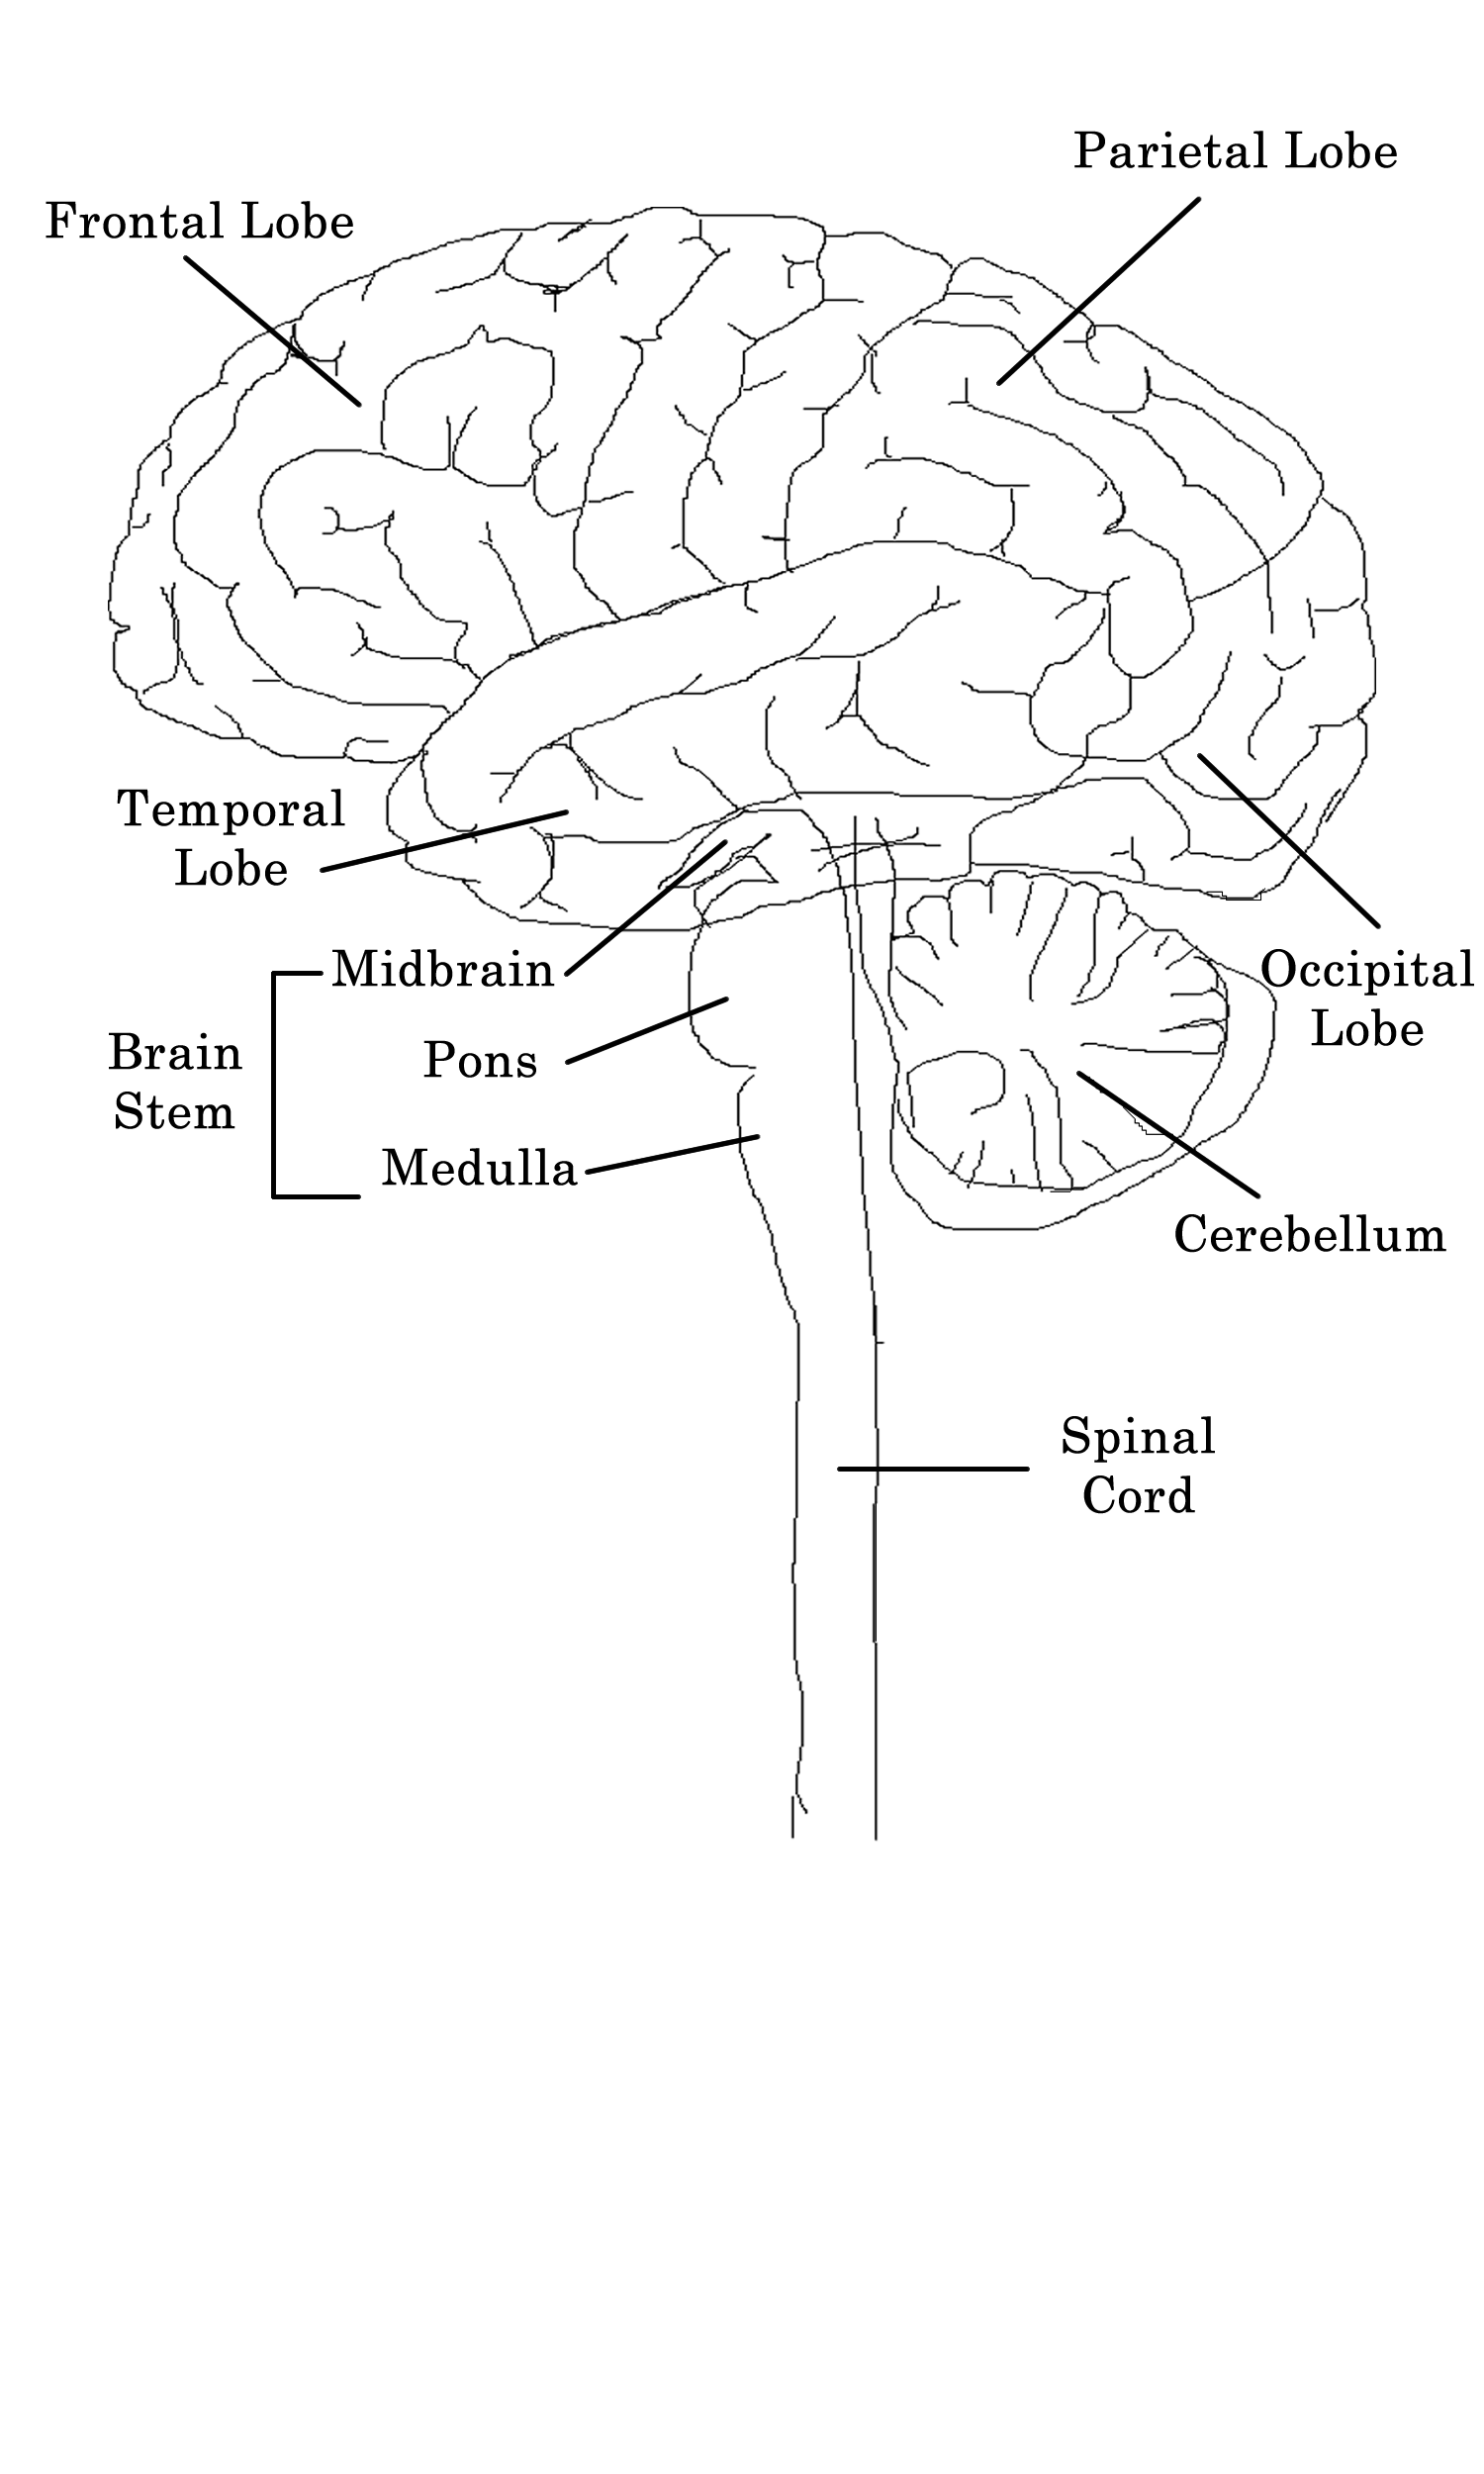 Parietal Lobe
Frontal Lobe
Temporal
Lobe
Midbrain
Occipital
Lobe
Brain
Stem
Pons
Medulla
Cerebellum
Spinal
Cord